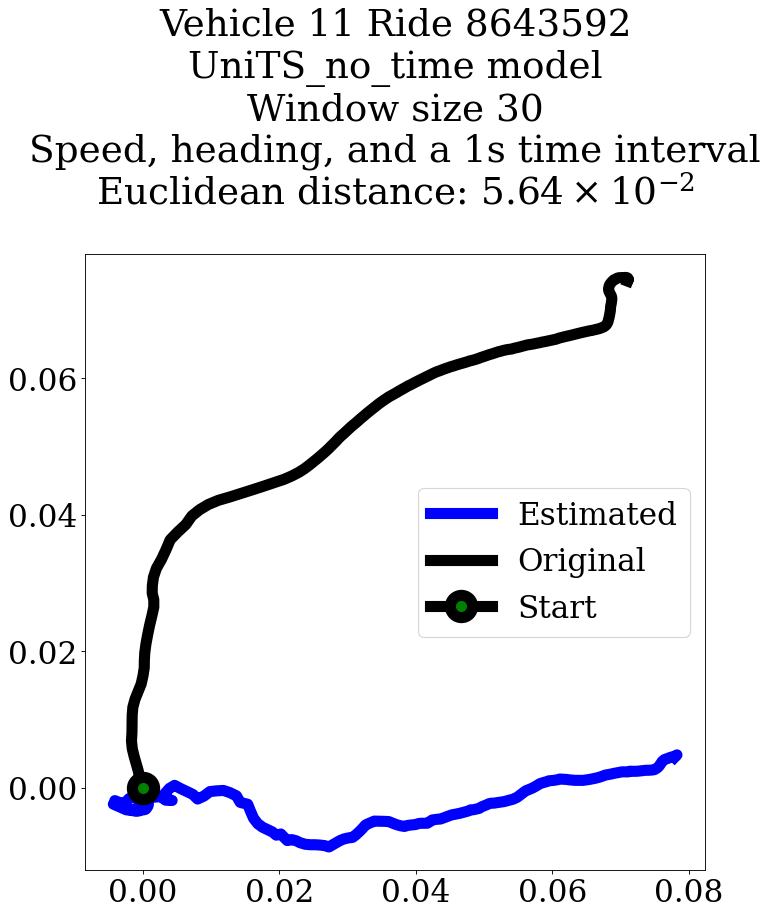 Vehicle 11 Ride 8643592
UniTS_no_time model
Window size 30
Speed, heading, and a 1s time interval
Euclidean distance: 5.64 × 10⁻²
0.06
0.04
0.02
0.00
Estimated
Original
Start
0.00 0.02 0.04 0.06 0.08